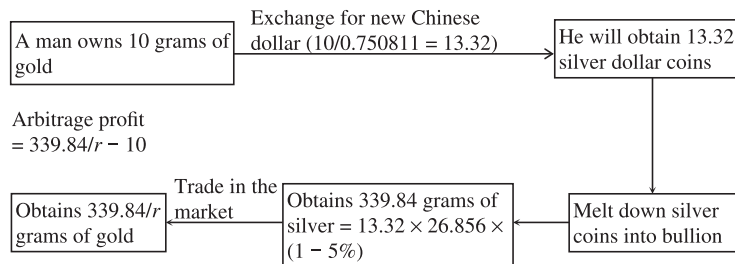 A man owns 10 grams of
gold
Exchange for new Chinese
dollar (10/0.750811 = 13.32)
He will obtain 13.32
silver dollar coins
Arbitrage profit
= 339.84/r − 10
Melt down silver
coins into bullion
Obtains 339.84 grams of
silver = 13.32 × 26.856 ×
(1 − 5%)
Trade in the
market
Obtains 339.84/r
grams of gold